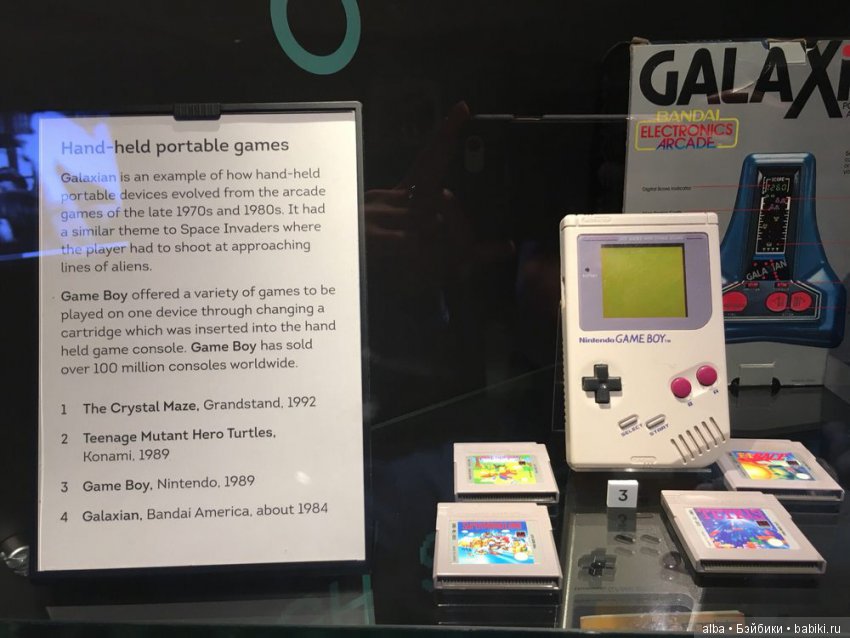 Hand-held portable games
Galaxian is an example of how hand-held
portable devices evolved from the arcade
games of the late 1970s and 1980s. It had
a similar theme to Space Invaders where
the player had to shoot at approaching
lines of aliens.
Game Boy offered a variety of games to be
played on one device through changing a
cartridge which was inserted into the hand
held game console. Game Boy has sold
over 100 million consoles worldwide.
1 The Crystal Maze, Grandstand, 1992
2 Teenage Mutant Hero Turtles,
Konami, 1989
3 Game Boy, Nintendo, 1989
4 Galaxian, Bandai America, about 1984
GALAXi
BANDAI
ELECTRONICS
ARCADE
Digital Score Indicator
SCORE
GALAXIAN
Nintendo GAME BOY
B A
SELECT START
3
TETRIS
alba • Бэйбики • babiki.ru